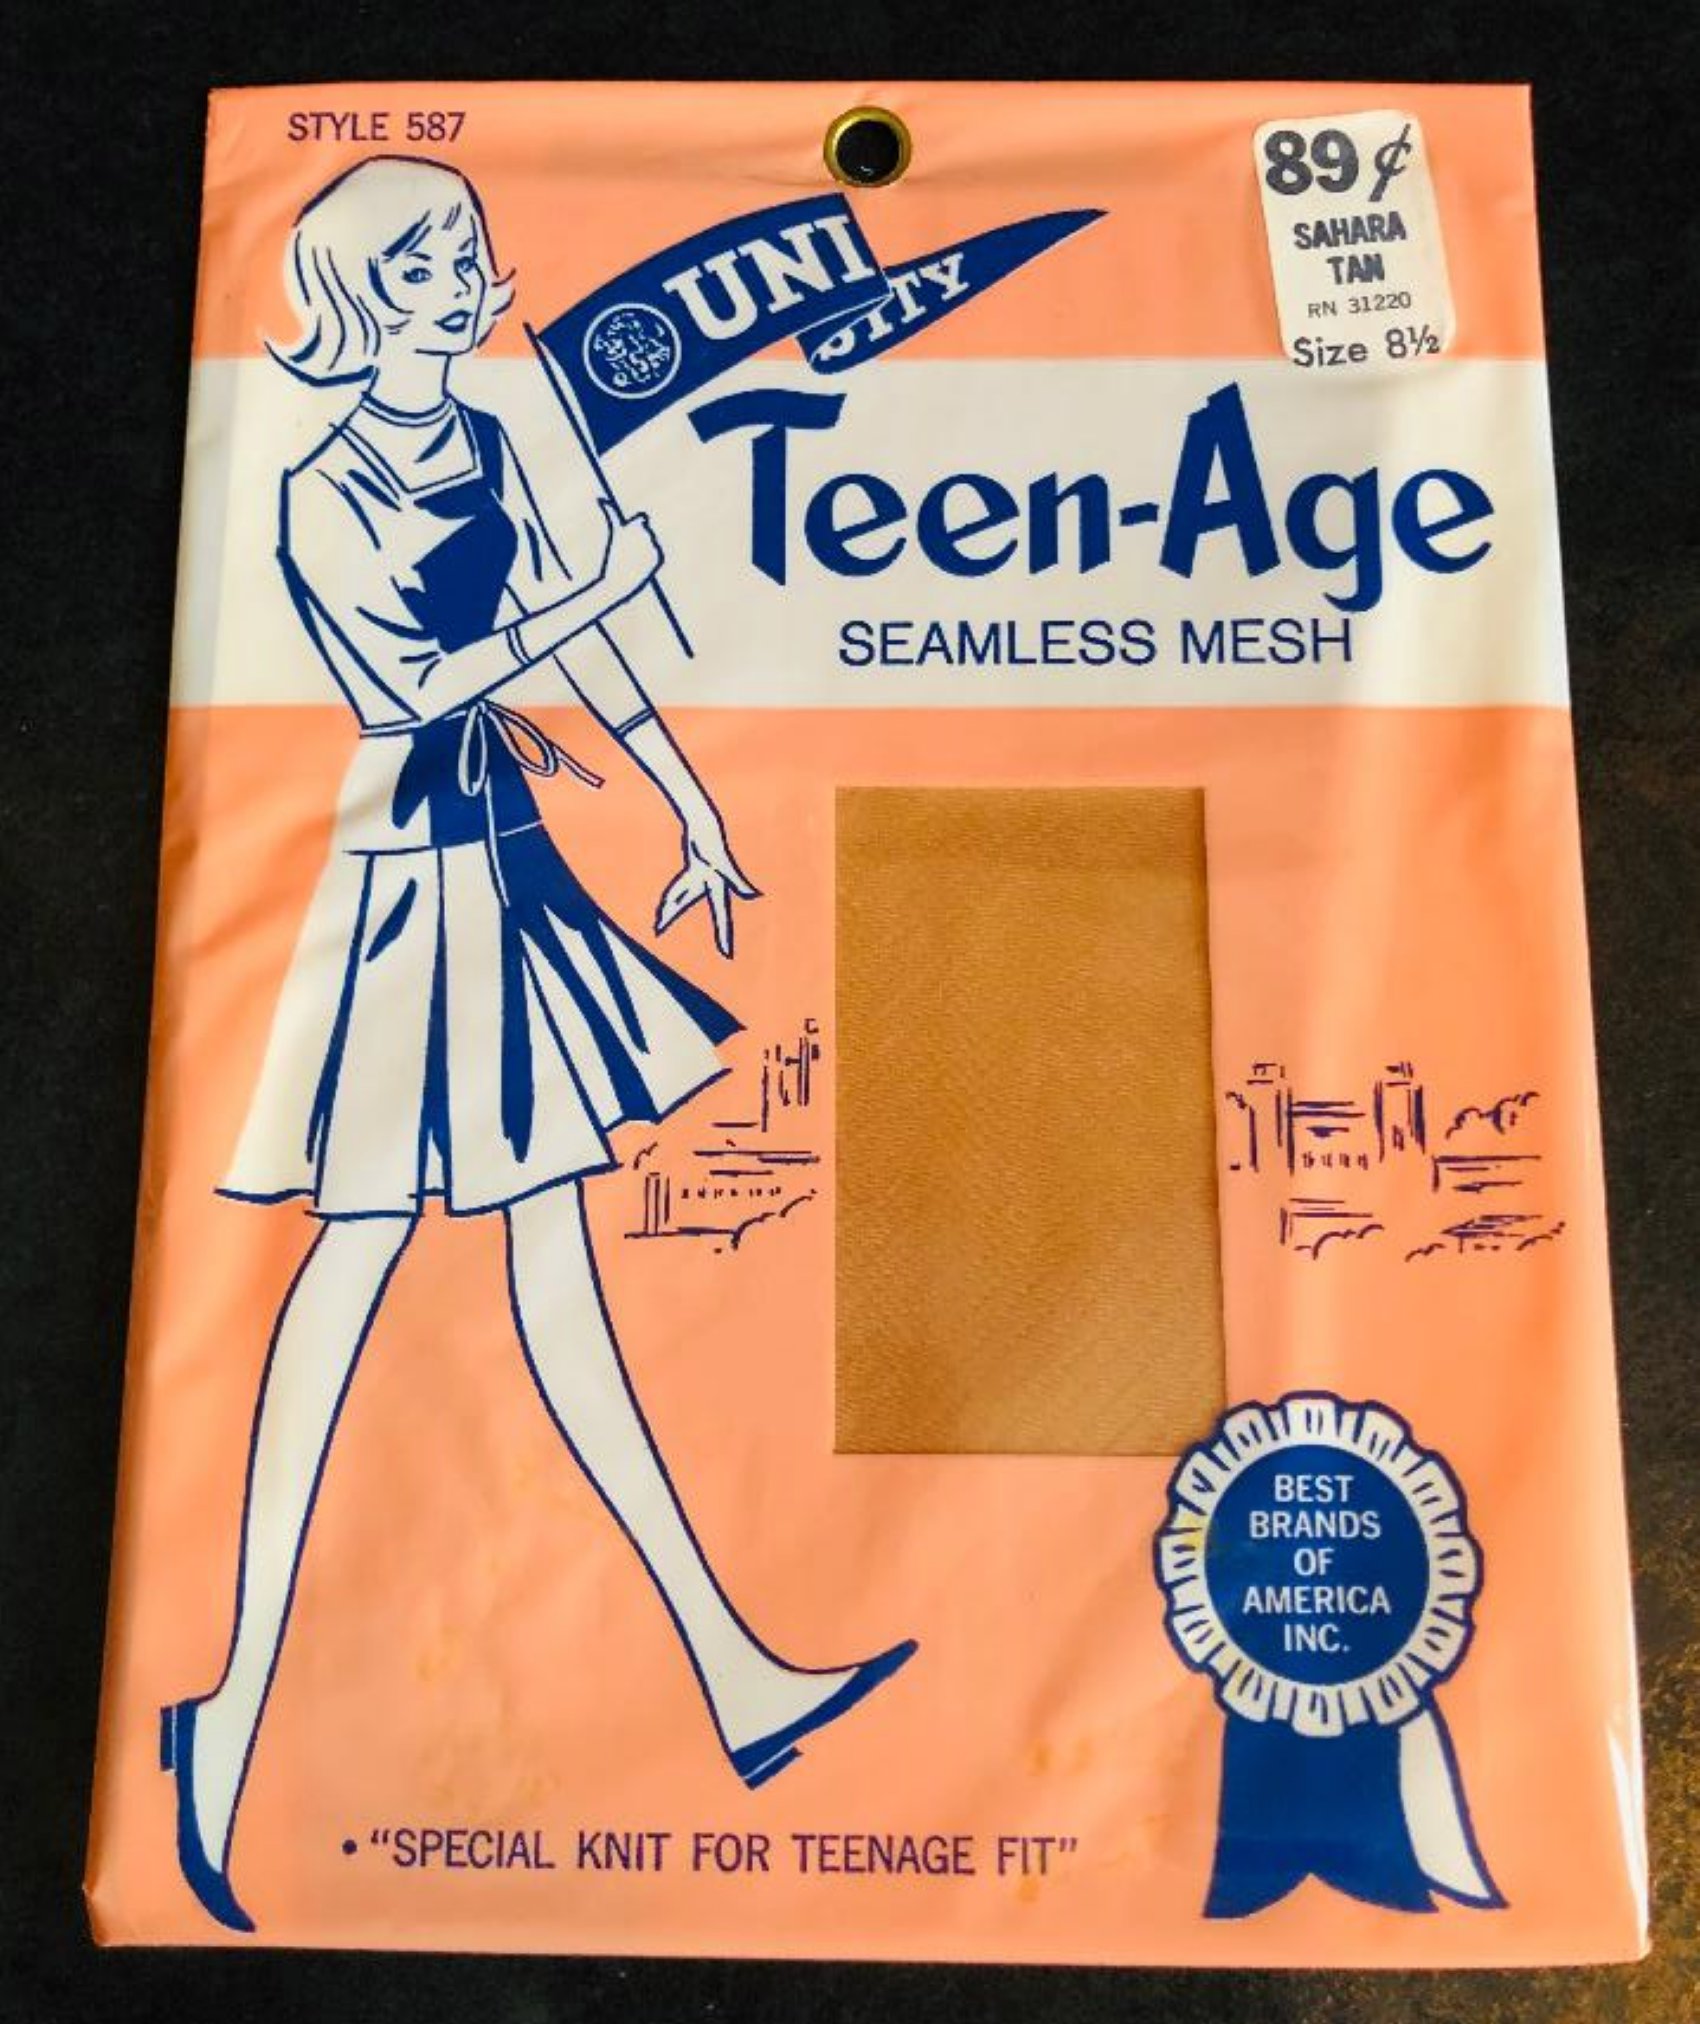 STYLE 587
89¢
SAHARA
TAN
RN 31220
Size 8½
UNI
SITY
Teen-Age
SEAMLESS MESH
BEST
BRANDS
OF
AMERICA
INC.
• “SPECIAL KNIT FOR TEENAGE FIT”